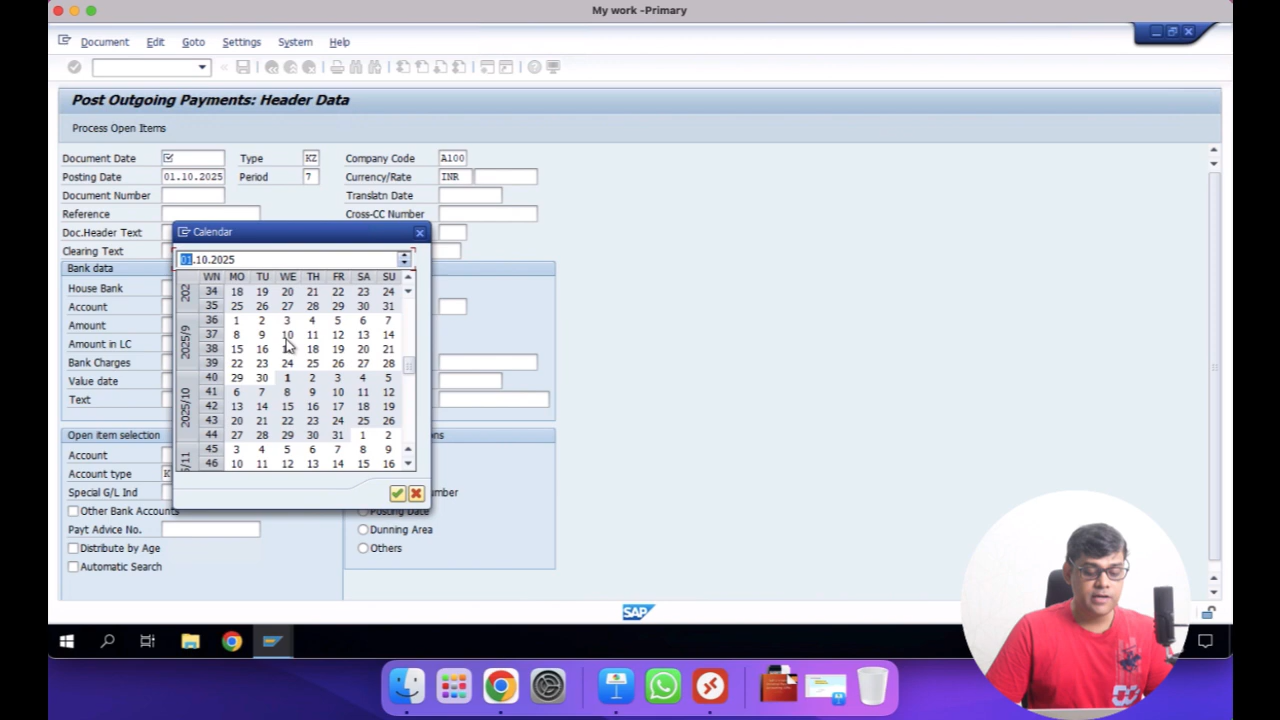 My work -Primary
Document Edit Goto Settings System Help
Post Outgoing Payments: Header Data
Process Open Items
Document Date Type KZ Company Code A100
Posting Date 01.10.2025 Period 7 Currency/Rate INR
Document Number Translatn Date
Reference Cross-CC Number
Doc.Header Text
Clearing Text
Calendar
01.10.2025
Bank data
House Bank
Account
Amount
Amount in LC
Bank Charges
Value date
Text
WN MO TU WE TH FR SA SU
202 34 18 19 20 21 22 23 24
35 25 26 27 28 29 30 31
2025/9 36 1 2 3 4 5 6 7
37 8 9 10 11 12 13 14
38 15 16 18 19 20 21
39 22 23 24 25 26 27 28
40 29 30 1 2 3 4 5
2025/10 41 6 7 8 9 10 11 12
42 13 14 15 16 17 18 19
43 20 21 22 23 24 25 26
44 27 28 29 30 31 1 2
/11 45 3 4 5 6 7 8 9
46 10 11 12 13 14 15 16
Open item selection ns
Account
Account type K
Special G/L Ind umber
Other Bank Accounts Posting Date
Payt Advice No. Dunning Area
Distribute by Age Others
Automatic Search
SAP